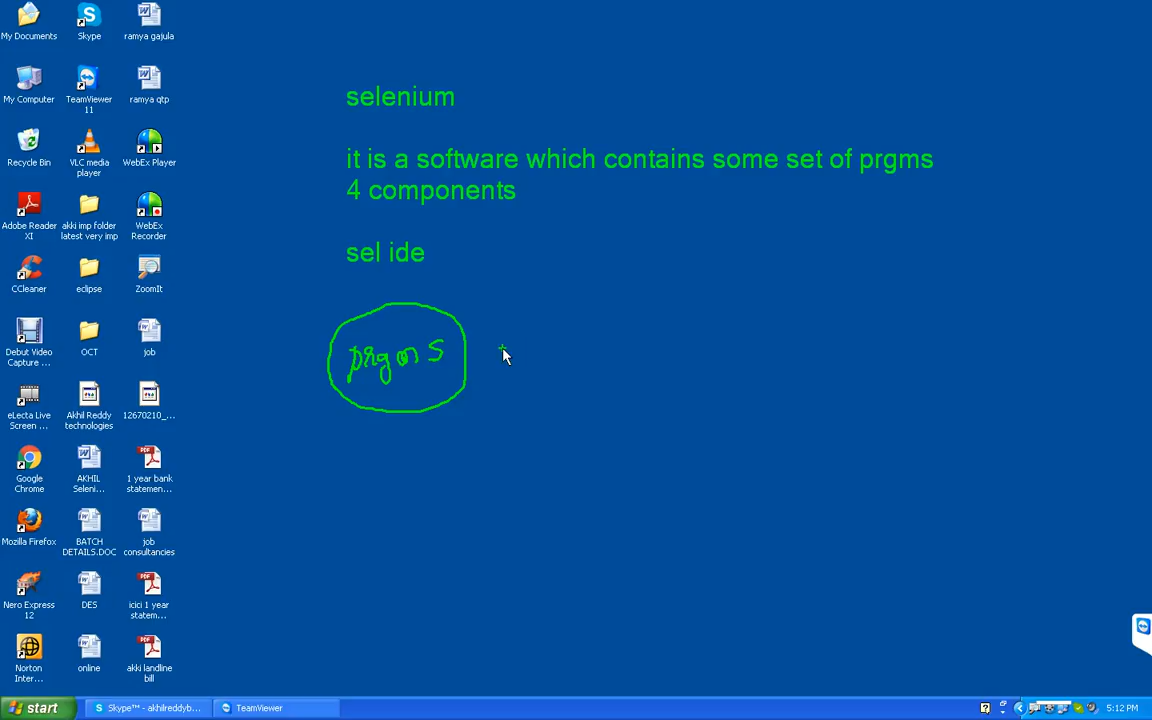 My Documents
Skype
ramya gajula
My Computer
TeamViewer
11
ramya qtp
Recycle Bin
VLC media
player
WebEx Player
Adobe Reader
XI
akki imp folder
latest very imp
WebEx
Recorder
CCleaner
eclipse
ZoomIt
Debut Video
Capture ...
OCT
job
eLecta Live
Screen ...
Akhil Reddy
technologies
12670210_...
Google
Chrome
AKHIL
Seleni...
1 year bank
statemen...
Mozilla Firefox
BATCH
DETAILS.DOC
job
consultancies
Nero Express
12
DES
icici 1 year
statem...
Norton
Inter...
online
akki landline
bill
selenium
it is a software which contains some set of prgms
4 components
sel ide
prgm s
start
Skype™ - akhilreddyb...
TeamViewer
5:12 PM